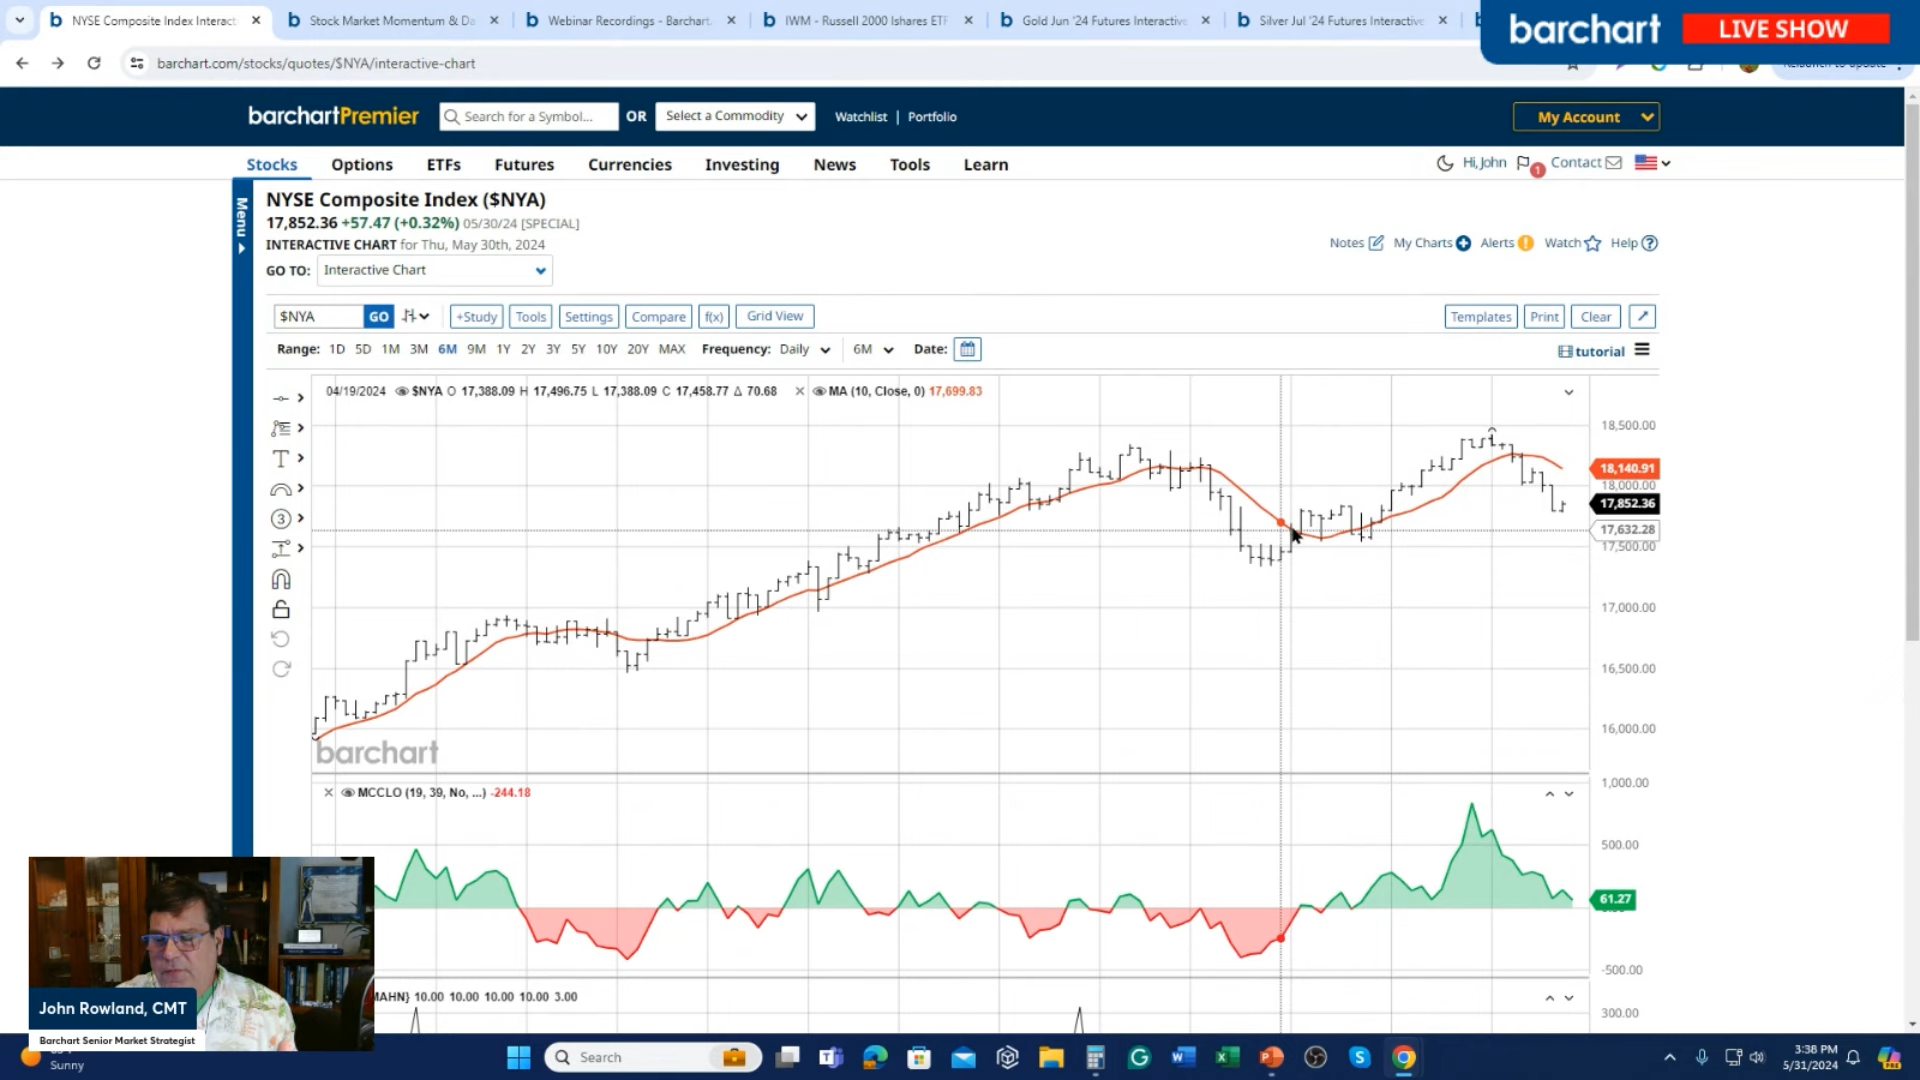 NYSE Composite Index Interact
Stock Market Momentum & Da
Webinar Recordings - Barchart.
IWM - Russell 2000 Ishares ETF
Gold Jun '24 Futures Interactive
Silver Jul '24 Futures Interactive
barchart
LIVE SHOW
barchart.com/stocks/quotes/$NYA/interactive-chart
barchartPremier
Search for a Symbol...
OR
Select a Commodity
Watchlist | Portfolio
My Account
Stocks Options ETFs Futures Currencies Investing News Tools Learn
Hi, John
1
Contact
Menu
NYSE Composite Index ($NYA)
17,852.36 +57.47 (+0.32%) 05/30/24 [SPECIAL]
INTERACTIVE CHART for Thu, May 30th, 2024
Notes My Charts Alerts Watch Help
GO TO: Interactive Chart
$NYA GO +Study Tools Settings Compare f(x) Grid View
Templates Print Clear
Range: 1D 5D 1M 3M 6M 9M 1Y 2Y 3Y 5Y 10Y 20Y MAX Frequency: Daily 6M Date:
tutorial
04/19/2024 $NYA O 17,388.09 H 17,496.75 L 17,388.09 C 17,458.77 Δ 70.68 MA (10, Close, 0) 17,699.83
T
3
18,500.00
18,140.91
18,000.00
17,852.36
17,632.28
17,500.00
17,000.00
16,500.00
16,000.00
barchart
MCCLO (19, 39, No, ...) -244.18
1,000.00
500.00
61.27
-500.00
MAHN} 10.00 10.00 10.00 10.00 3.00
300.00
John Rowland, CMT
Barchart Senior Market Strategist
Sunny
Search
3:38 PM
5/31/2024